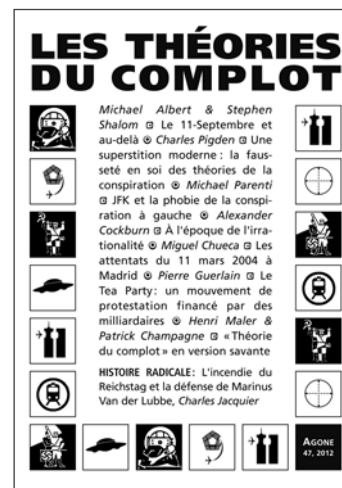 LES THÉORIES
DU COMPLOT
Michael Albert & Stephen
Shalom ⊡ Le 11-Septembre et
au-delà ⊛ Charles Pigden ⊡ Une
superstition moderne : la faus-
seté en soi des théories de la
conspiration ⊛ Michael Parenti
⊡ JFK et la phobie de la conspi-
ration à gauche ⊛ Alexander
Cockburn ⊡ À l'époque de l'irra-
tionalité ⊛ Miguel Chueca ⊡ Les
attentats du 11 mars 2004 à
Madrid ⊛ Pierre Guerlain ⊡ Le
Tea Party : un mouvement de
protestation financé par des
milliardaires ⊛ Henri Maler &
Patrick Champagne ⊡ « Théorie
du complot » en version savante
HISTOIRE RADICALE : L'incendie du
Reichstag et la défense de Marinus
Van der Lubbe, Charles Jacquier
AGONE
47, 2012